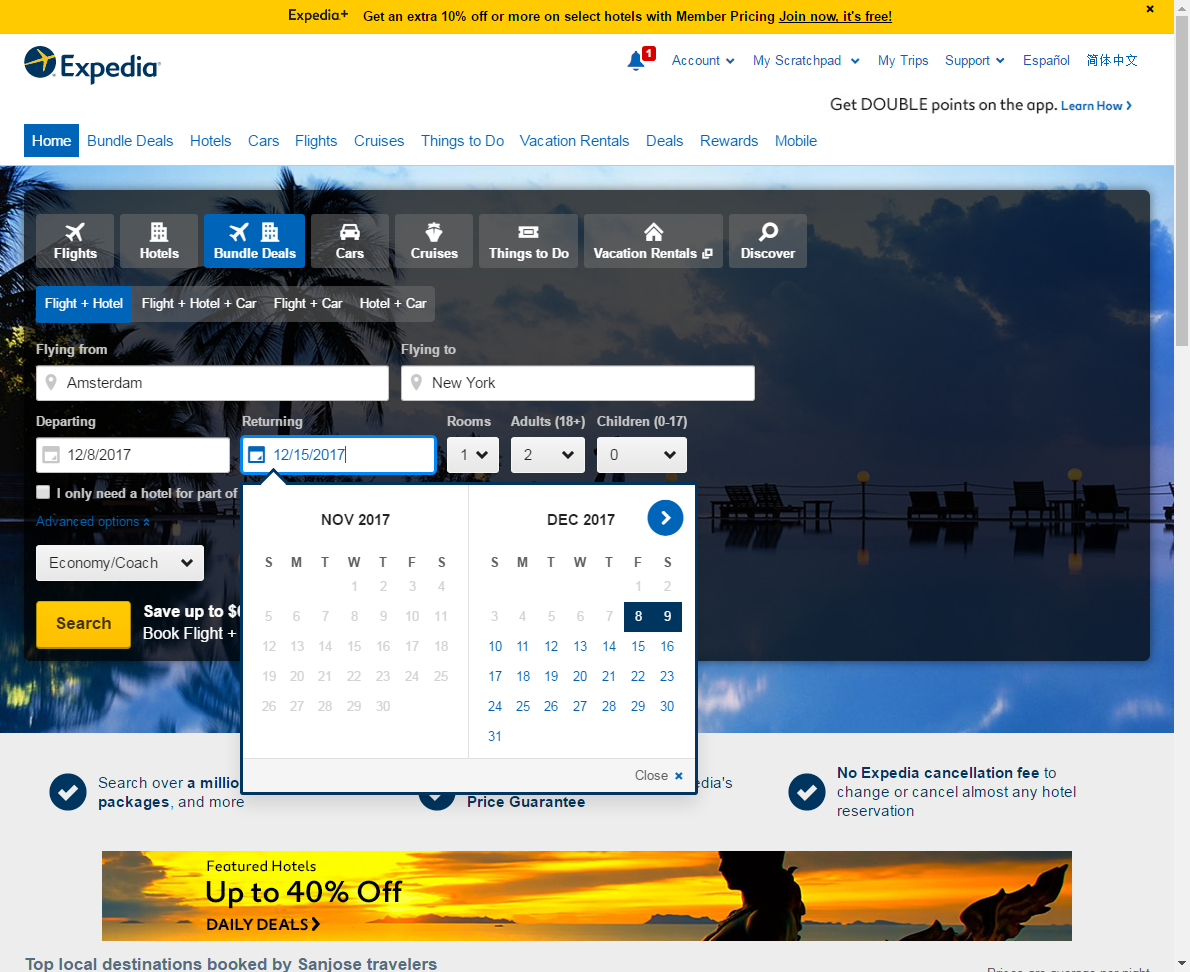 Expedia+ Get an extra 10% off or more on select hotels with Member Pricing Join now, it's free!
Expedia
1 Account My Scratchpad My Trips Support Español 简体中文
Get DOUBLE points on the app. Learn How
Home Bundle Deals Hotels Cars Flights Cruises Things to Do Vacation Rentals Deals Rewards Mobile
Flights Hotels Bundle Deals Cars Cruises Things to Do Vacation Rentals Discover
Flight + Hotel Flight + Hotel + Car Flight + Car Hotel + Car
Flying from Flying to
Amsterdam New York
Departing Returning Rooms Adults (18+) Children (0-17)
12/8/2017 12/15/2017 1 2 0
I only need a hotel for part of
Advanced options
Economy/Coach
Search
Save up to $
Book Flight +
NOV 2017
S M T W T F S
1 2 3 4
5 6 7 8 9 10 11
12 13 14 15 16 17 18
19 20 21 22 23 24 25
26 27 28 29 30
DEC 2017
S M T W T F S
1 2
3 4 5 6 7 8 9
10 11 12 13 14 15 16
17 18 19 20 21 22 23
24 25 26 27 28 29 30
31
Close
Search over a millio
packages, and more
edia's
Price Guarantee
No Expedia cancellation fee to
change or cancel almost any hotel
reservation
Featured Hotels
Up to 40% Off
DAILY DEALS
Top local destinations booked by Sanjose travelers
Prices are average per night